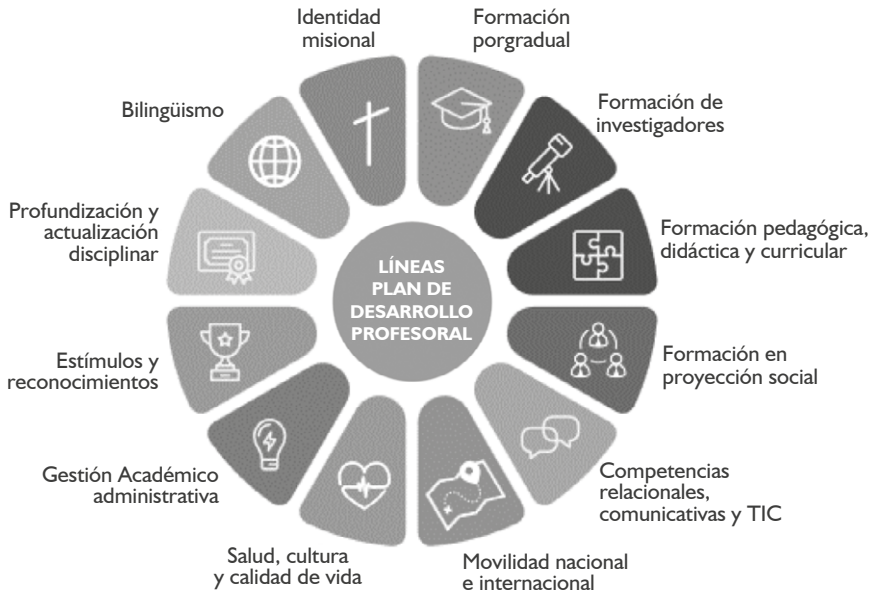 Identidad
misional
Formación
porgradual
Formación de
investigadores
Formación pedagógica,
didáctica y curricular
Formación en
proyección social
Competencias
relacionales,
comunicativas y TIC
Movilidad nacional
e internacional
Salud, cultura
y calidad de vida
Gestión Académico
administrativa
Estímulos y
reconocimientos
Profundización y
actualización
disciplinar
Bilingüismo
LÍNEAS
PLAN DE
DESARROLLO
PROFESORAL